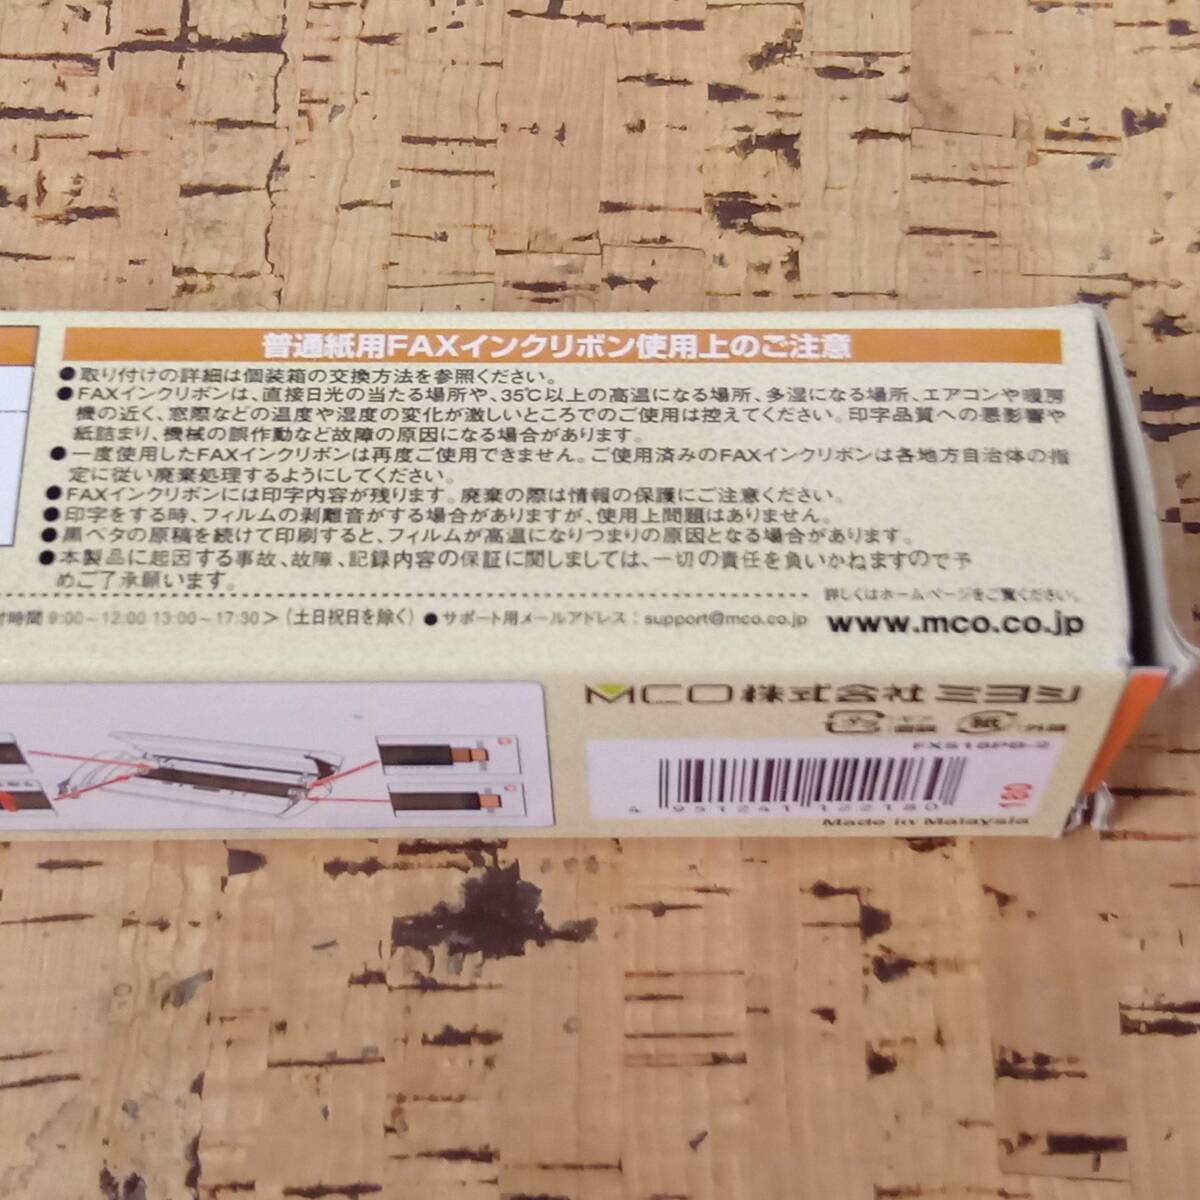 普通紙用FAXインクリボン使用上のご注意
●取り付けの詳細は個装箱の交換方法を参照ください。
●FAXインクリボンは、直接日光の当たる場所や、35℃以上の高温になる場所、多湿になる場所、エアコンや暖房
機の近く、窓際などの温度や湿度の変化が激しいところでのご使用は控えてください。印字品質への悪影響や
紙詰まり、機械の誤作動など故障の原因になる場合があります。
●一度使用したFAXインクリボンは再度ご使用できません。ご使用済みのFAXインクリボンは各地方自治体の指
定に従い廃棄処理するようにしてください。
●FAXインクリボンには印字内容が残ります。廃棄の際は情報の保護にご注意ください。
●印字をする時、フィルムの剥離音がする場合がありますが、使用上問題はありません。
●黒ベタの原稿を続けて印刷すると、フィルムが高温になりつまりの原因となる場合があります。
●本製品に起因する事故、故障、記録内容の保証に関しましては、一切の責任を負いかねますので予
めご了承願います。
詳しくはホームページをご覧ください。
付時間 9:00~12:00 13:00~17:30> (土日祝日を除く) ●サポート用メールアドレス:support@mco.co.jp www.mco.co.jp
MCO株式会社ミヨシ
プラ 紙 外箱
FXS18PB-2
4 951241 122180
180
Made in Malaysia